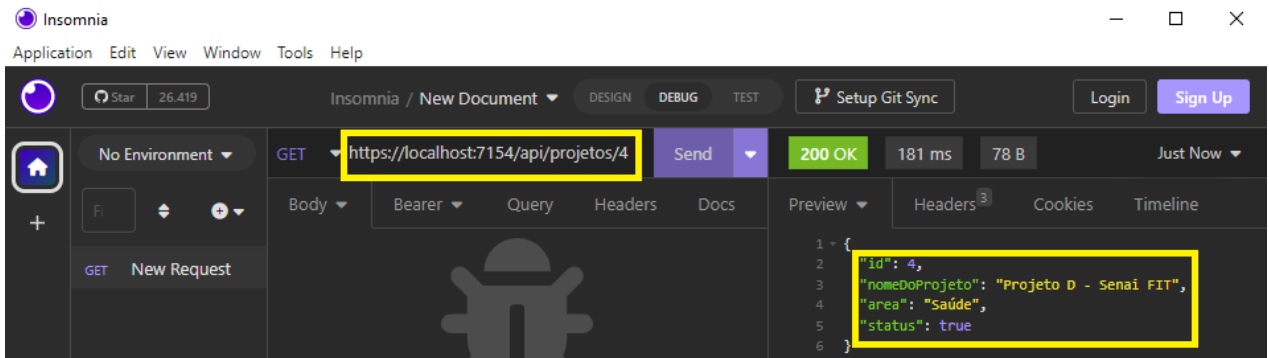 Insomnia
Application Edit View Window Tools Help
Star 26.419 Insomnia / New Document DESIGN DEBUG TEST Setup Git Sync Login Sign Up
No Environment GET https://localhost:7154/api/projetos/4 Send 200 OK 181 ms 78 B Just Now
Body Bearer Query Headers Docs Preview Headers 3 Cookies Timeline
GET New Request
1 {
2 "id": 4,
3 "nomeDoProjeto": "Projeto D - Senai FIT",
4 "area": "Saúde",
5 "status": true
6 }